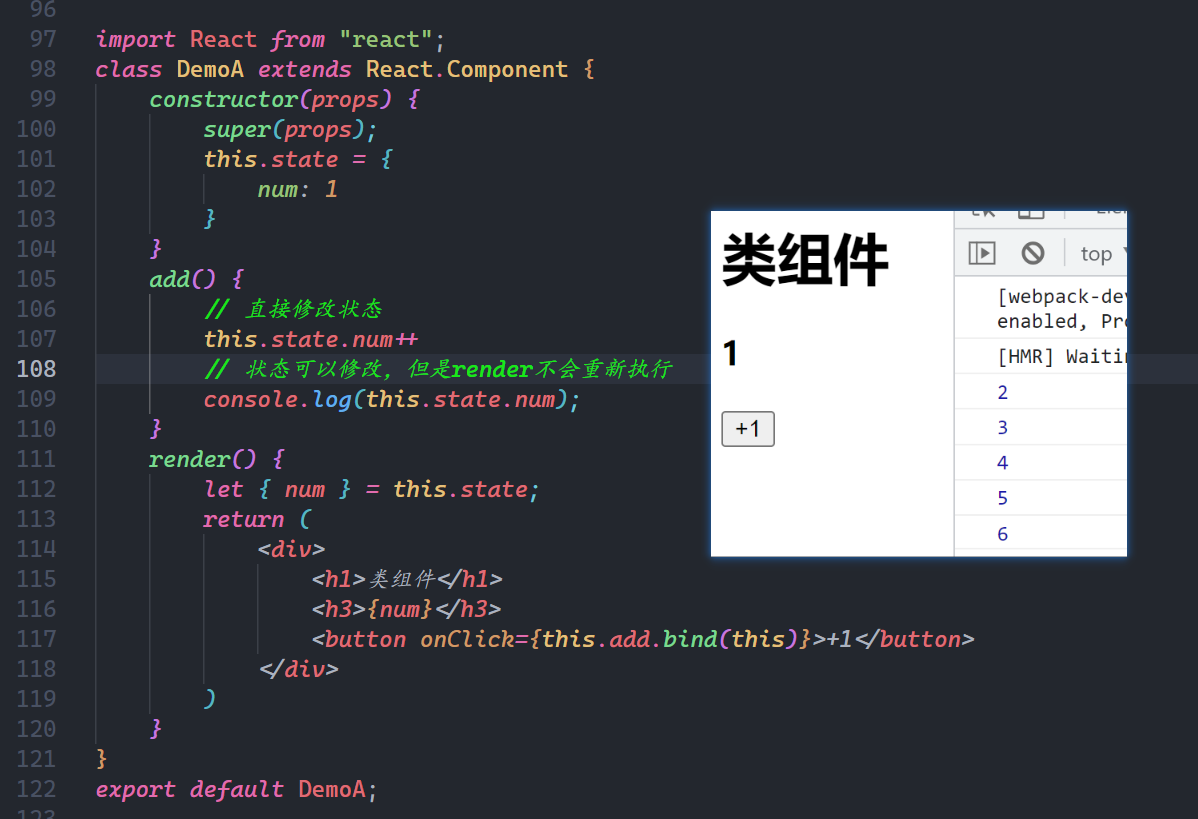 96
97 import React from "react";
98 class DemoA extends React.Component {
99 constructor(props) {
100 super(props);
101 this.state = {
102 num: 1
103 }
104 }
105 add() {
106 // 直接修改状态
107 this.state.num++
108 // 状态可以修改，但是render不会重新执行
109 console.log(this.state.num);
110 }
111 render() {
112 let { num } = this.state;
113 return (
114 <div>
115 <h1>类组件</h1>
116 <h3>{num}</h3>
117 <button onClick={this.add.bind(this)}>+1</button>
118 </div>
119 )
120 }
121 }
122 export default DemoA;
123
类组件
1
+1
top
[webpack-dev
enabled, Pro
[HMR] Waitin
2
3
4
5
6